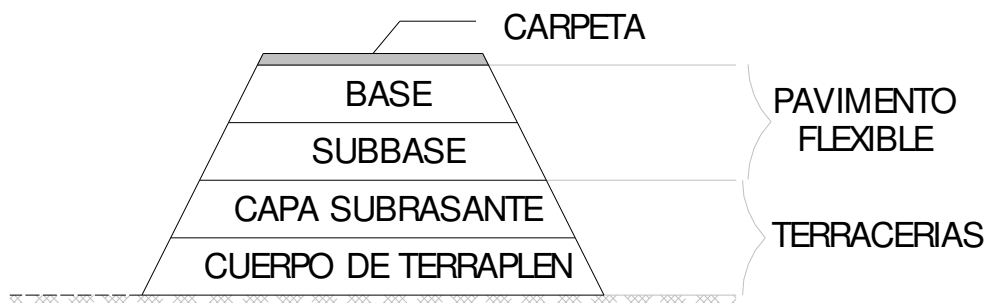 CARPETA
BASE
SUBBASE
CAPA SUBRASANTE
CUERPO DE TERRAPLEN
PAVIMENTO
FLEXIBLE
TERRACERIAS